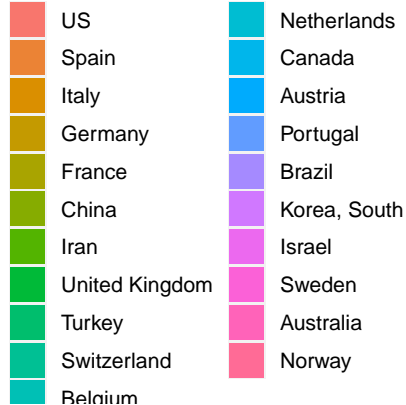 US
Spain
Italy
Germany
France
China
Iran
United Kingdom
Turkey
Switzerland
Belgium
Netherlands
Canada
Austria
Portugal
Brazil
Korea, South
Israel
Sweden
Australia
Norway